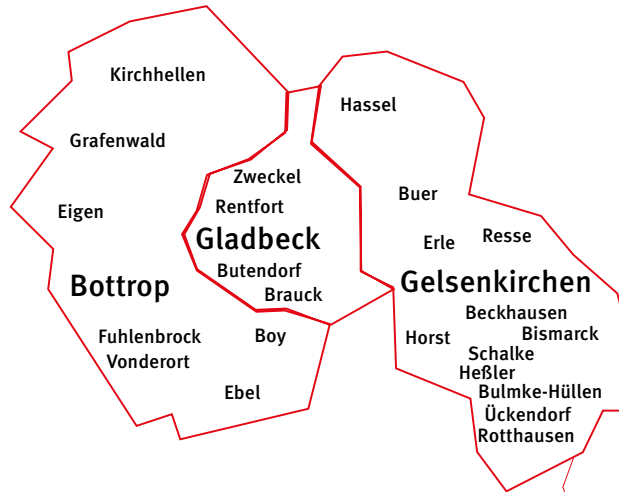 Kirchhellen
Hassel
Grafenwald
Zweckel
Buer
Rentfort
Eigen
Gladbeck
Erle
Resse
Butendorf
Bottrop
Gelsenkirchen
Brauck
Beckhausen
Fuhlenbrock
Boy
Horst
Bismarck
Vonderort
Schalke
Heßler
Ebel
Bulmke-Hüllen
Ückendorf
Rotthausen